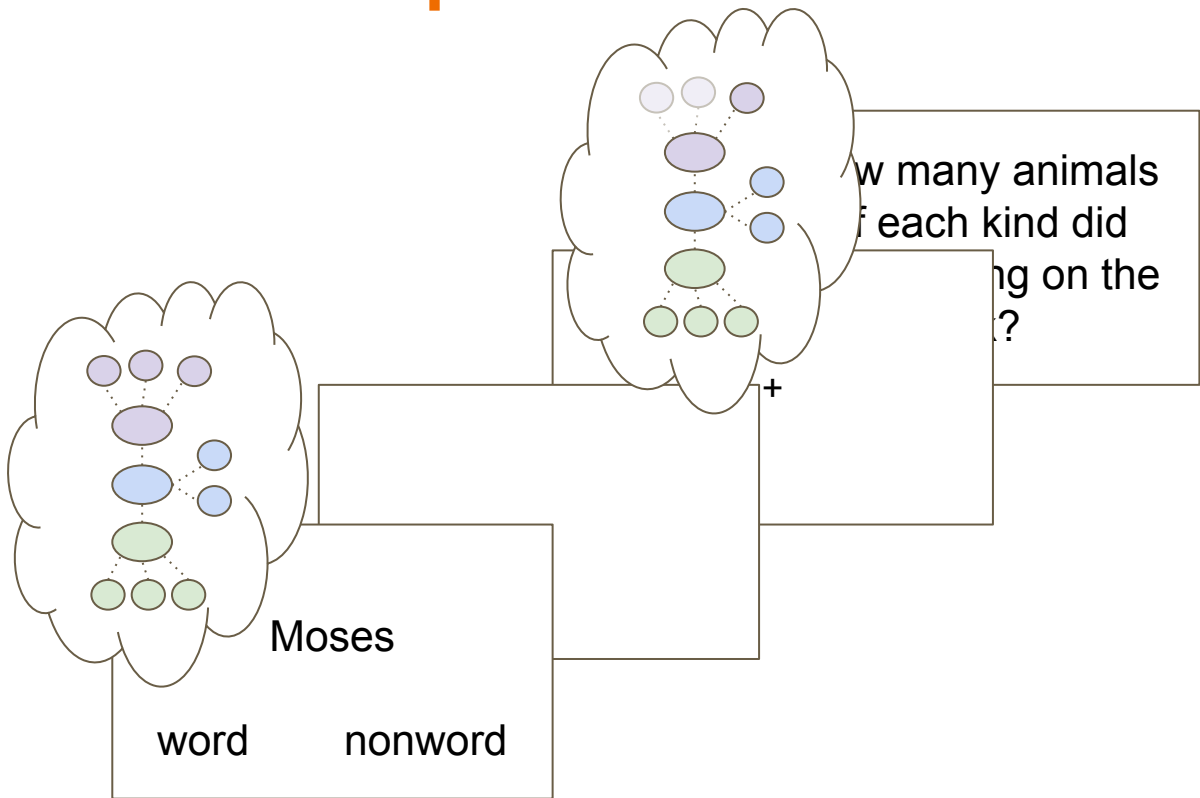 w many animals
f each kind did
ng on the
?
+
Moses
word nonword